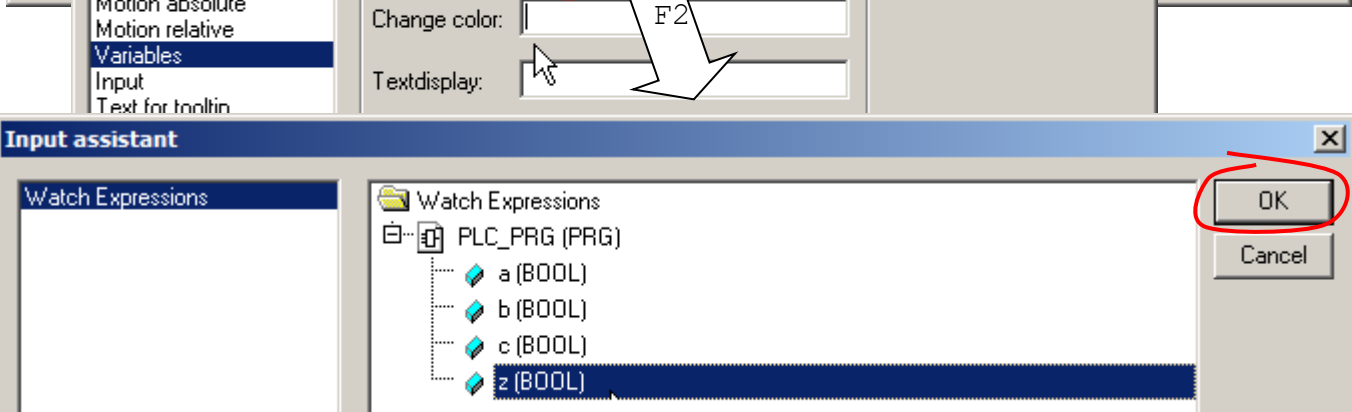 Motion absolute
Motion relative
Variables
Input
Text for tooltip
Change color:
F2
Textdisplay:
Input assistant
Watch Expressions
Watch Expressions
PLC_PRG (PRG)
a (BOOL)
b (BOOL)
c (BOOL)
z (BOOL)
OK
Cancel